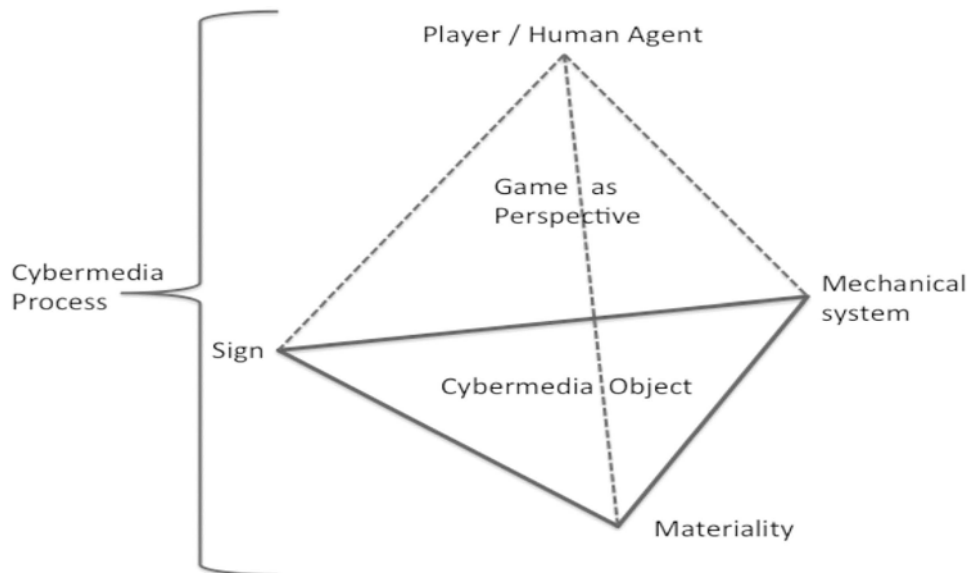 Player / Human Agent
Game as
Perspective
Cybermedia
Process
Mechanical
system
Sign
Cybermedia Object
Materiality